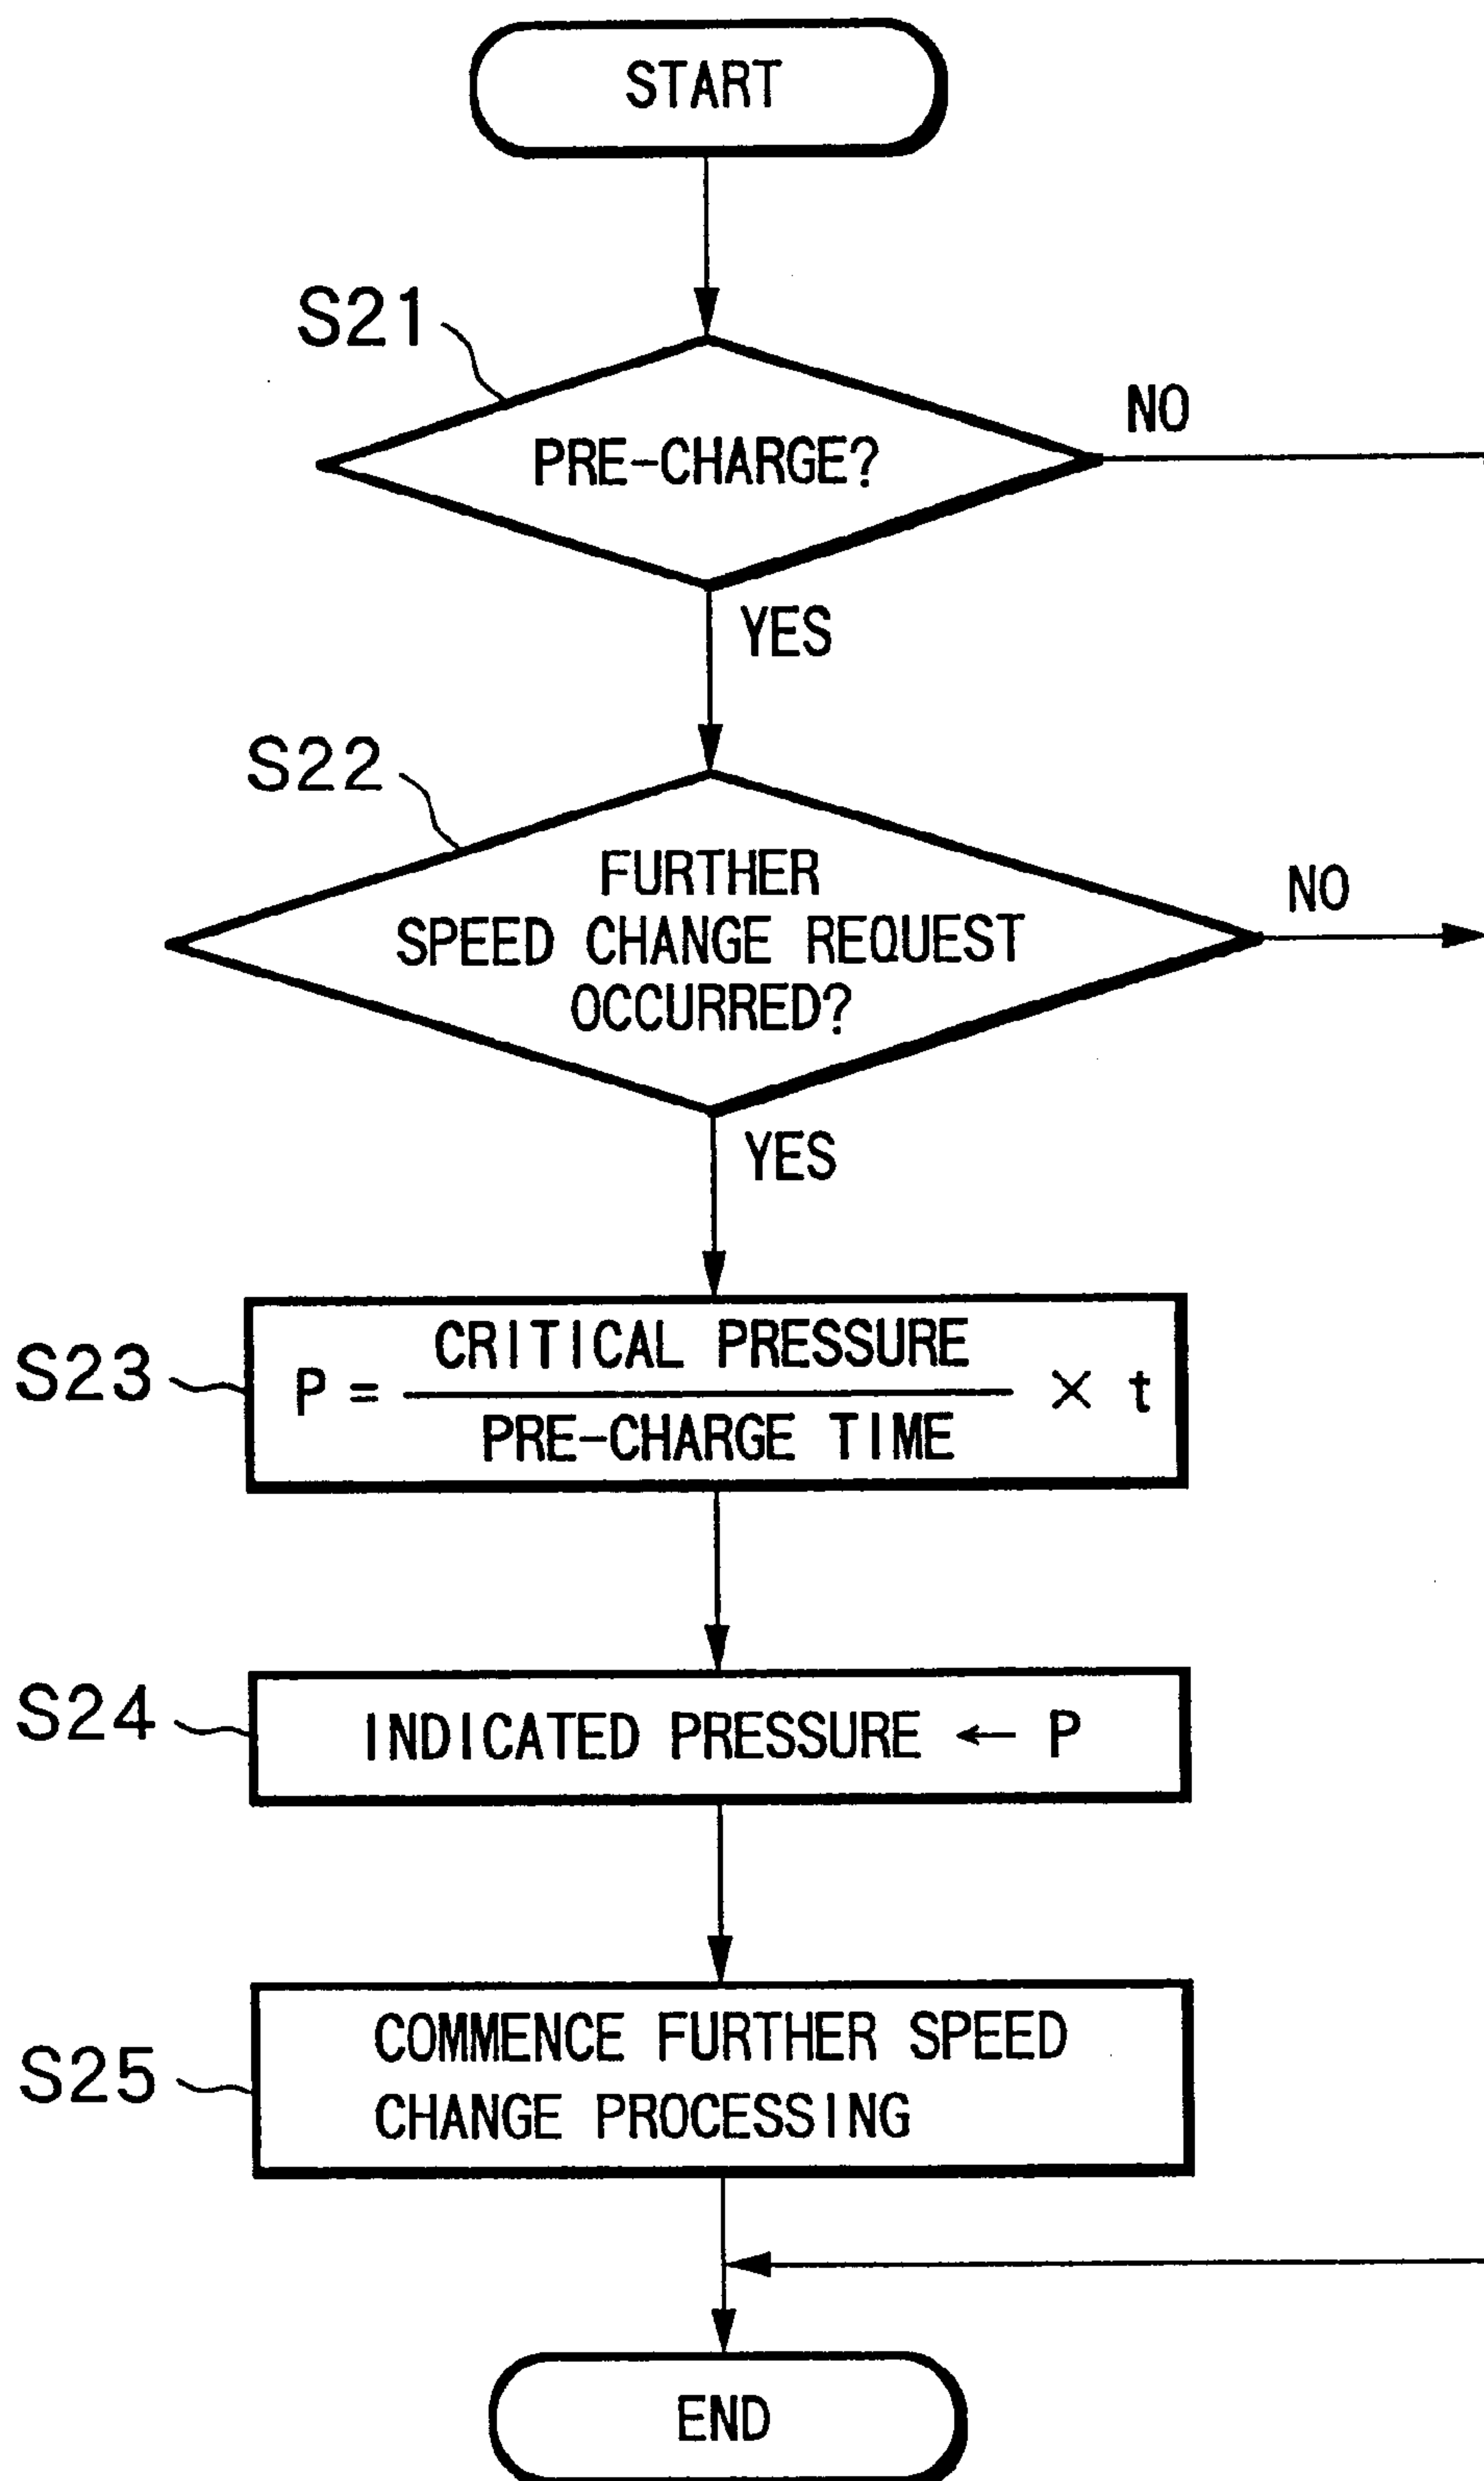 START
S21
PRE-CHARGE?
NO
YES
S22
FURTHER
SPEED CHANGE REQUEST
OCCURRED?
NO
YES
S23
P = CRITICAL PRESSURE / PRE-CHARGE TIME × t
S24
INDICATED PRESSURE ← P
S25
COMMENCE FURTHER SPEED
CHANGE PROCESSING
END